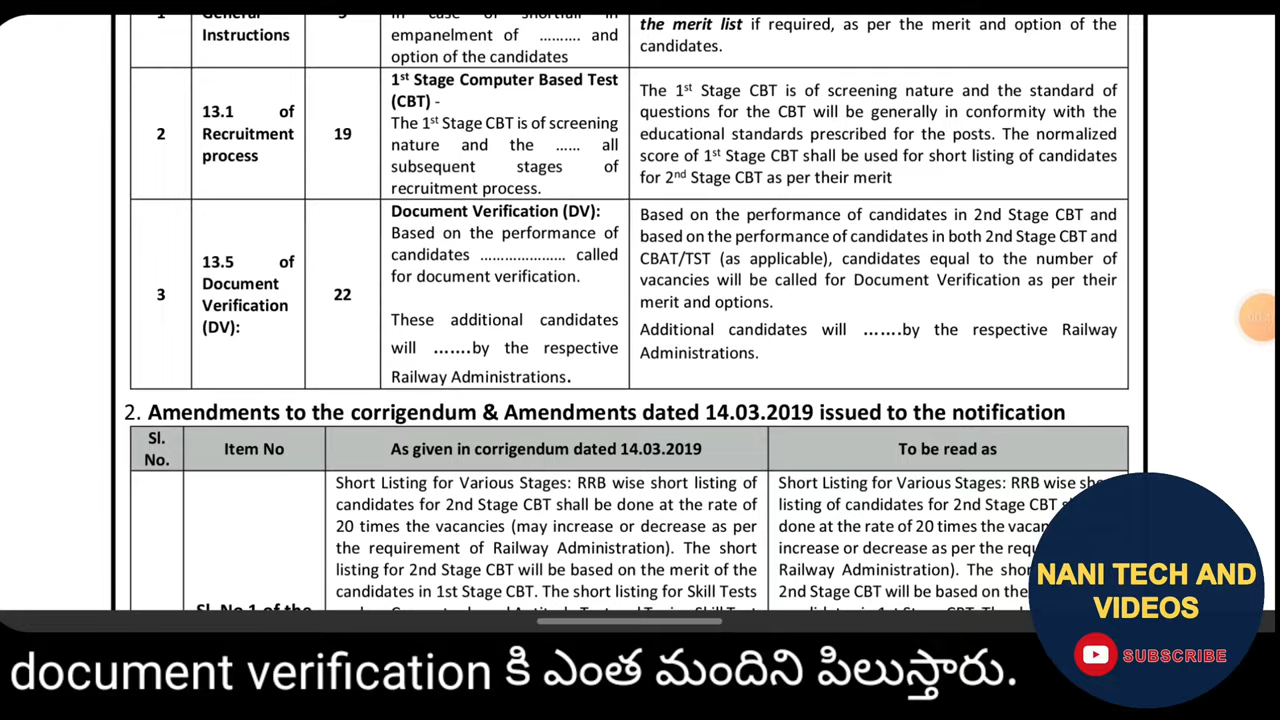 1
General
Instructions
in case of shortfall in
empanelment of .......... and
option of the candidates
the merit list if required, as per the merit and option of the
candidates.
2
13.1 of
Recruitment
process
19
1st Stage Computer Based Test
(CBT) -
The 1st Stage CBT is of screening
nature and the ...... all
subsequent stages of
recruitment process.
The 1st Stage CBT is of screening nature and the standard of
questions for the CBT will be generally in conformity with the
educational standards prescribed for the posts. The normalized
score of 1st Stage CBT shall be used for short listing of candidates
for 2nd Stage CBT as per their merit
3
13.5 of
Document
Verification
(DV):
22
Document Verification (DV):
Based on the performance of
candidates ..................... called
for document verification.
These additional candidates
will .......by the respective
Railway Administrations.
Based on the performance of candidates in 2nd Stage CBT and
based on the performance of candidates in both 2nd Stage CBT and
CBAT/TST (as applicable), candidates equal to the number of
vacancies will be called for Document Verification as per their
merit and options.
Additional candidates will .......by the respective Railway
Administrations.
2. Amendments to the corrigendum & Amendments dated 14.03.2019 issued to the notification
Sl.
No.
Item No
As given in corrigendum dated 14.03.2019
To be read as
Short Listing for Various Stages: RRB wise short listing of
candidates for 2nd Stage CBT shall be done at the rate of
20 times the vacancies (may increase or decrease as per
the requirement of Railway Administration). The short
listing for 2nd Stage CBT will be based on the merit of the
candidates in 1st Stage CBT. The short listing for Skill Tests
Short Listing for Various Stages: RRB wise
listing of candidates for 2nd Stage CBT
done at the rate of 20 times the
increase or decrease as per the
Railway Administration). The
2nd Stage CBT will be based on the
Sl. No 1 of the
NANI TECH AND
VIDEOS
SUBSCRIBE
document verification కి ఎంత మందిని పిలుస్తారు.